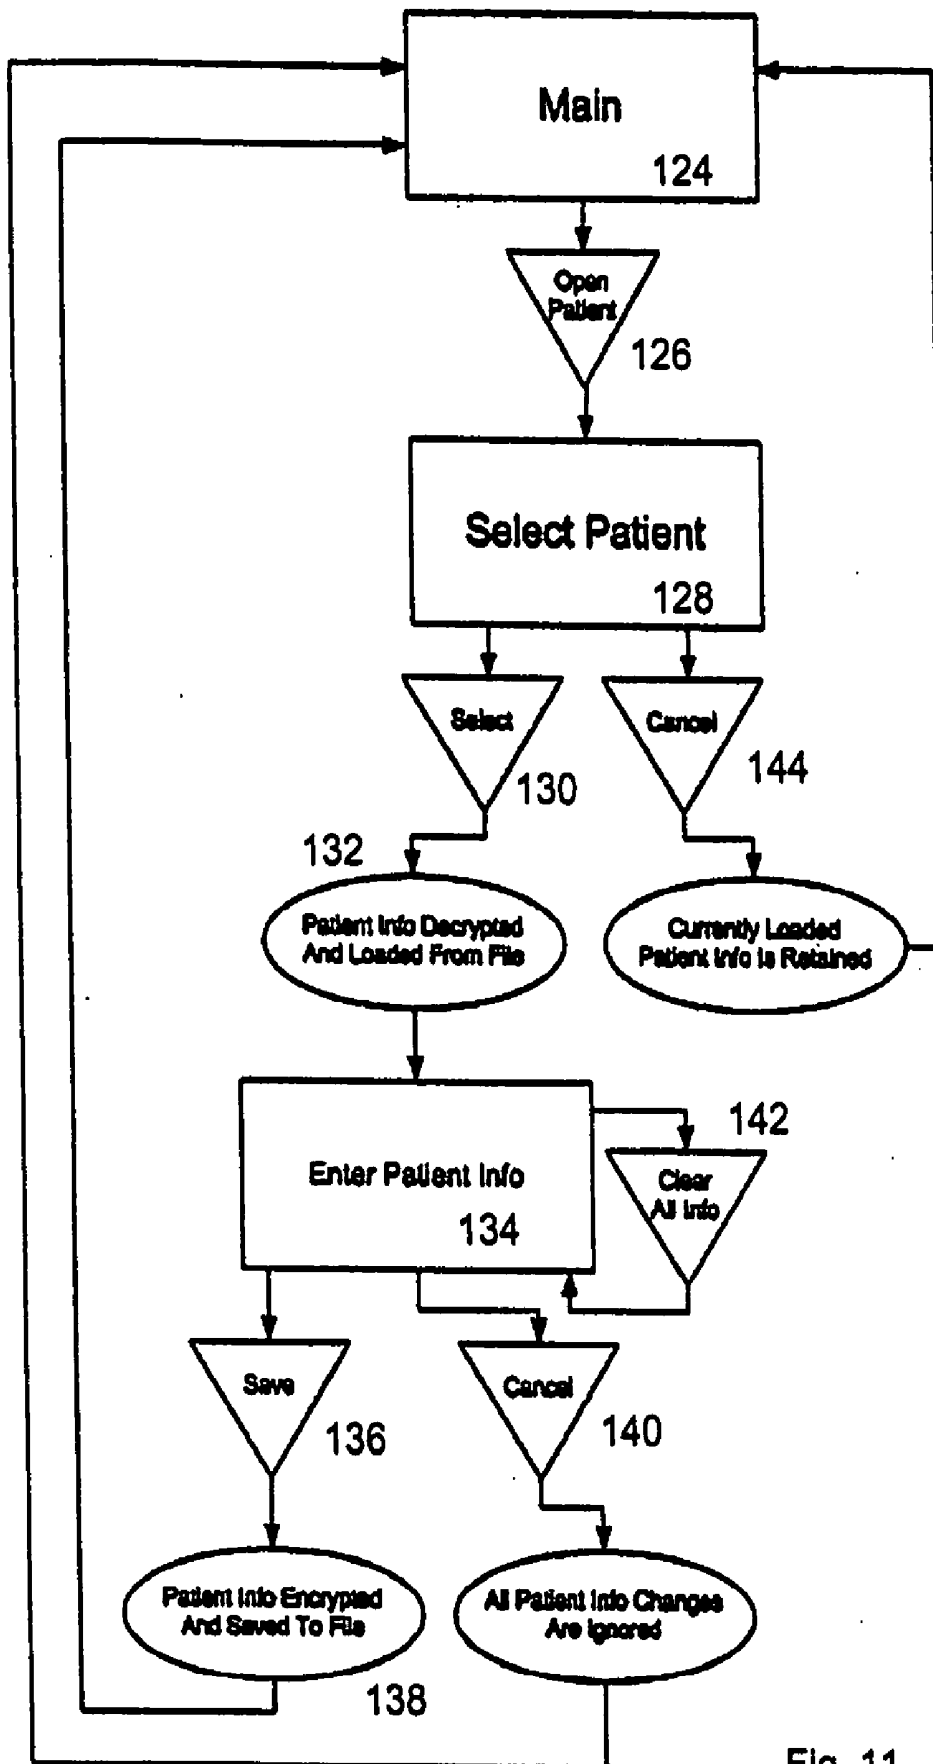 Main
124
Open
Patient
126
Select Patient
128
Select
130
Cancel
144
132
Patient Info Decrypted
And Loaded From File
Currently Loaded
Patient Info Is Retained
Enter Patient Info
134
142
Clear
All Info
Save
136
Cancel
140
Patient Info Encrypted
And Saved To File
138
All Patient Info Changes
Are Ignored
Fig. 11